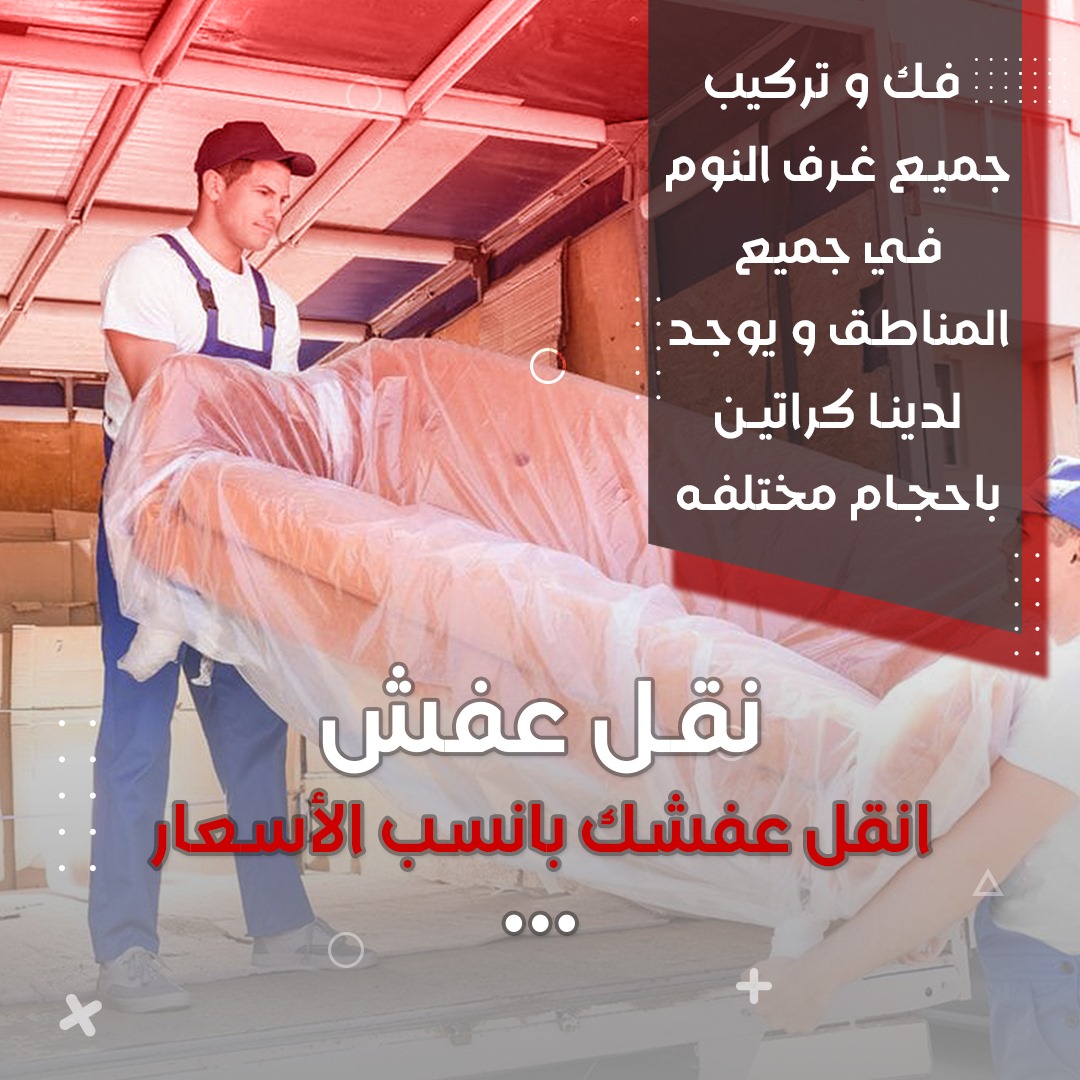 فك و تركيب
جميع غرف النوم
في جميع
المناطق و يوجد
لدينا كراتين
باحجام مختلفه
نقل عفش
انقل عفشك بانسب الأسعار
...